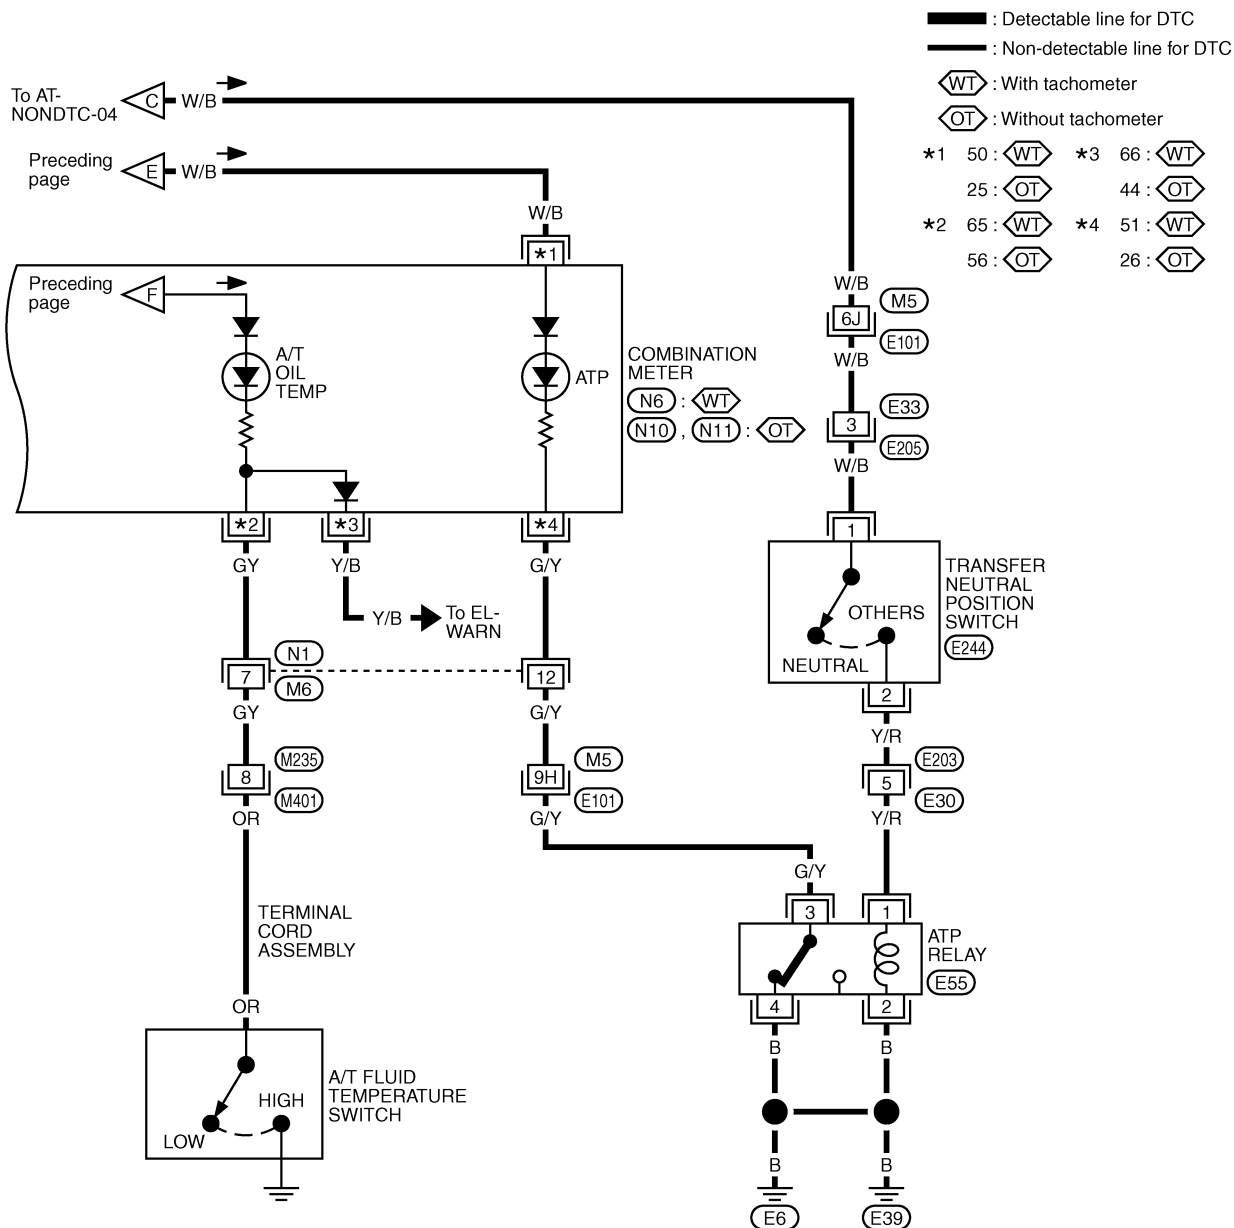 : Detectable line for DTC
: Non-detectable line for DTC
WT : With tachometer
OT : Without tachometer
*1 50 : WT *3 66 : WT
25 : OT 44 : OT
*2 65 : WT *4 51 : WT
56 : OT 26 : OT
To AT-
NONDTC-04
C W/B
Preceding
page
E W/B
W/B
*1
Preceding
page
F
A/T
OIL
TEMP
ATP
COMBINATION
METER
N6 : WT
N10 , N11 : OT
W/B
6J
M5
E101
W/B
3
E33
E205
W/B
1
*2
*3
*4
GY
Y/B
G/Y
Y/B
To EL-
WARN
TRANSFER
NEUTRAL
POSITION
SWITCH
E244
OTHERS
NEUTRAL
2
Y/R
7
N1
M6
12
GY
G/Y
8
M235
M401
9H
M5
E101
5
E203
E30
OR
G/Y
Y/R
G/Y
TERMINAL
CORD
ASSEMBLY
3
1
ATP
RELAY
E55
4
2
OR
B
B
A/T FLUID
TEMPERATURE
SWITCH
HIGH
LOW
B
B
E6
E39